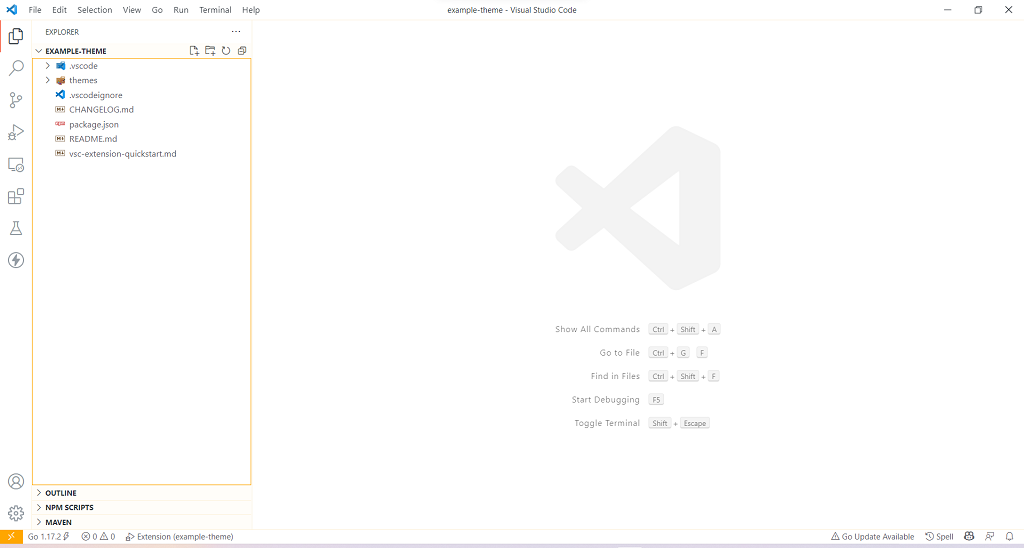 File Edit Selection View Go Run Terminal Help
example-theme - Visual Studio Code
EXPLORER
EXAMPLE-THEME
.vscode
themes
.vscodeignore
CHANGELOG.md
package.json
README.md
vsc-extension-quickstart.md
Show All Commands Ctrl + Shift + A
Go to File Ctrl + G F
Find in Files Ctrl + Shift + F
Start Debugging F5
Toggle Terminal Shift + Escape
OUTLINE
NPM SCRIPTS
MAVEN
Go 1.17.2 0 0 Extension (example-theme) Go Update Available Spell